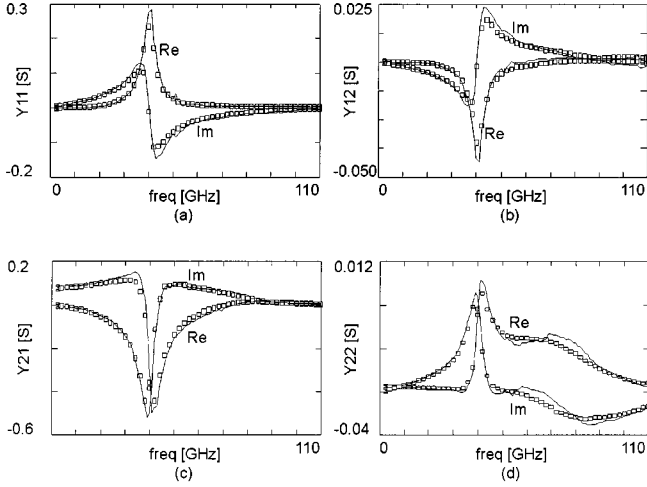 0.3
Y11 [S]
Re
Im
-0.2
0
110
freq [GHz]
(a)
0.025
Y12 [S]
Im
Re
-0.050
0
110
freq [GHz]
(b)
0.2
Y21 [S]
Im
Re
-0.6
0
110
freq [GHz]
(c)
0.012
Y22 [S]
Re
Im
-0.04
0
110
freq [GHz]
(d)